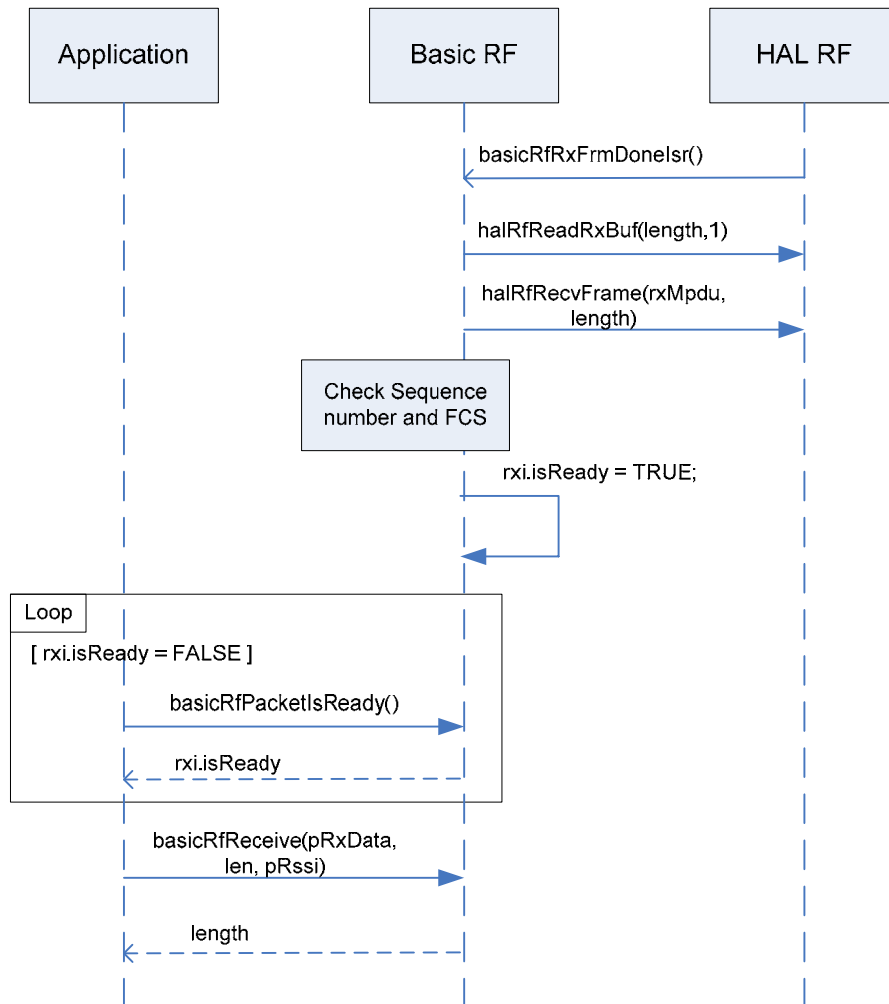 Application
Basic RF
HAL RF
basicRfRxFrmDoneIsr()
halRfReadRxBuf(length,1)
halRfRecvFrame(rxMpdu,
length)
Check Sequence
number and FCS
rxi.isReady = TRUE;
Loop
[ rxi.isReady = FALSE ]
basicRfPacketIsReady()
rxi.isReady
basicRfReceive(pRxData,
len, pRssi)
length